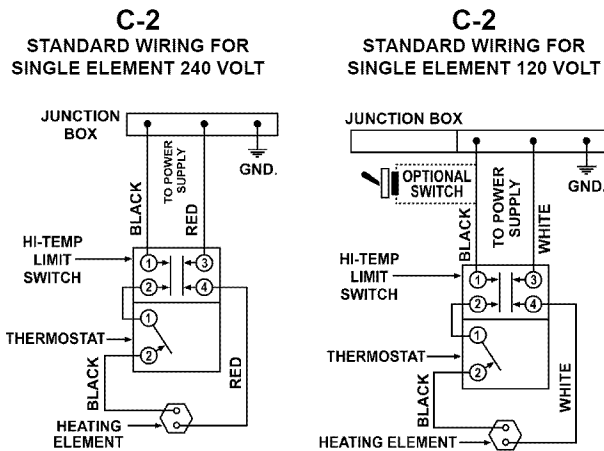 C-2
STANDARD WIRING FOR
SINGLE ELEMENT 240 VOLT
JUNCTION
BOX
GND.
TO POWER
SUPPLY
BLACK
RED
HI-TEMP
LIMIT
SWITCH
1
3
2
4
THERMOSTAT
1
2
BLACK
RED
HEATING
ELEMENT
C-2
STANDARD WIRING FOR
SINGLE ELEMENT 120 VOLT
JUNCTION BOX
GND.
OPTIONAL
SWITCH
TO POWER
SUPPLY
BLACK
WHITE
HI-TEMP
LIMIT
SWITCH
1
3
2
4
THERMOSTAT
1
2
BLACK
WHITE
HEATING ELEMENT